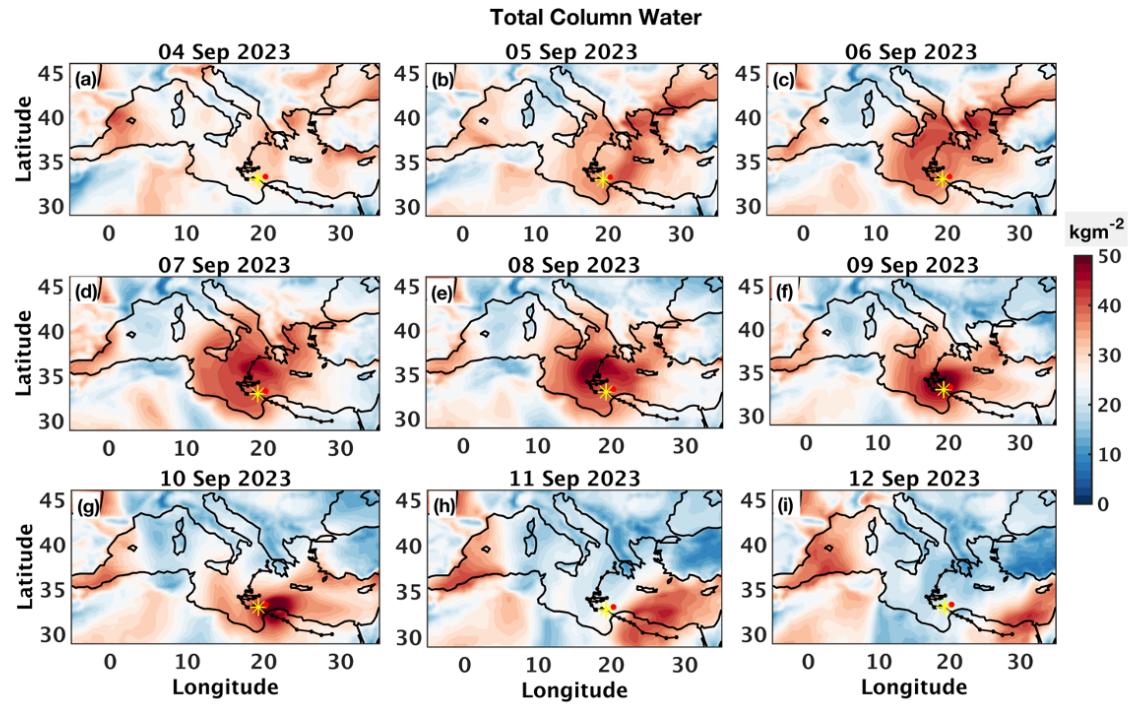 Total Column Water
04 Sep 2023
05 Sep 2023
06 Sep 2023
(a)
(b)
(c)
Latitude
45
40
35
30
45
40
35
30
45
40
35
30
0 10 20 30
0 10 20 30
0 10 20 30
kgm-2
50
40
30
20
10
0
07 Sep 2023
08 Sep 2023
09 Sep 2023
(d)
(e)
(f)
Latitude
45
40
35
30
45
40
35
30
45
40
35
30
0 10 20 30
0 10 20 30
0 10 20 30
10 Sep 2023
11 Sep 2023
12 Sep 2023
(g)
(h)
(i)
Latitude
45
40
35
30
45
40
35
30
45
40
35
30
0 10 20 30
0 10 20 30
0 10 20 30
Longitude
Longitude
Longitude